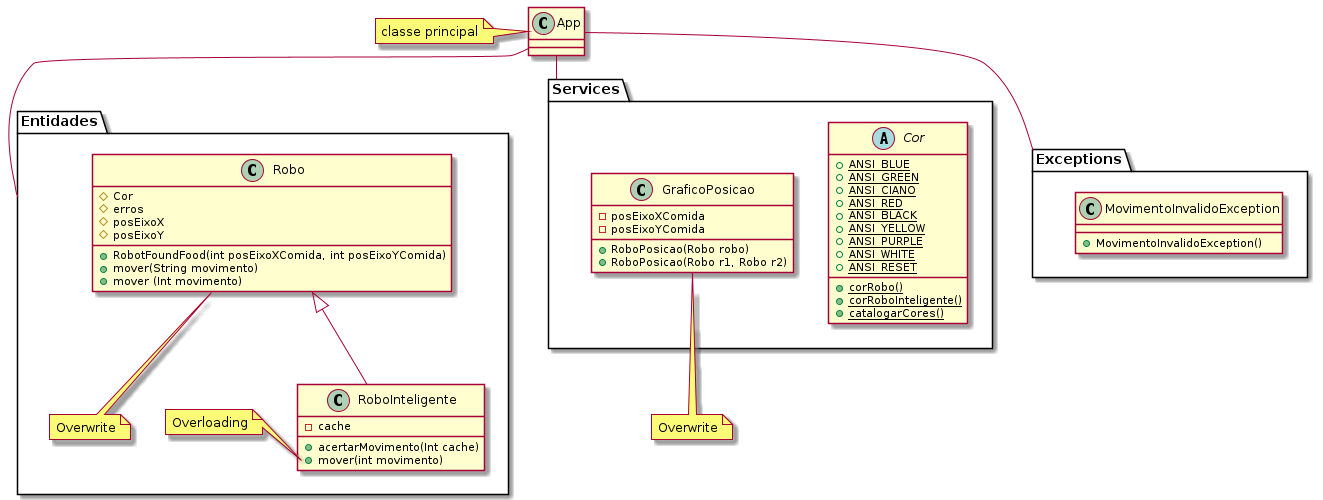 classe principal
C App
Entidades
C Robo
Cor
erros
posEixoX
posEixoY
RobotFoundFood(int posEixoXComida, int posEixoYComida)
mover(String movimento)
mover (Int movimento)
Overwrite
Overloading
C RoboInteligente
cache
acertarMovimento(Int cache)
mover(int movimento)
Services
C GraficoPosicao
posEixoXComida
posEixoYComida
RoboPosicao(Robo robo)
RoboPosicao(Robo r1, Robo r2)
Overwrite
A Cor
ANSI_BLUE
ANSI_GREEN
ANSI_CIANO
ANSI_RED
ANSI_BLACK
ANSI_YELLOW
ANSI_PURPLE
ANSI_WHITE
ANSI_RESET
corRobo()
corRoboInteligente()
catalogarCores()
Exceptions
C MovimentoInvalidoException
MovimentoInvalidoException()